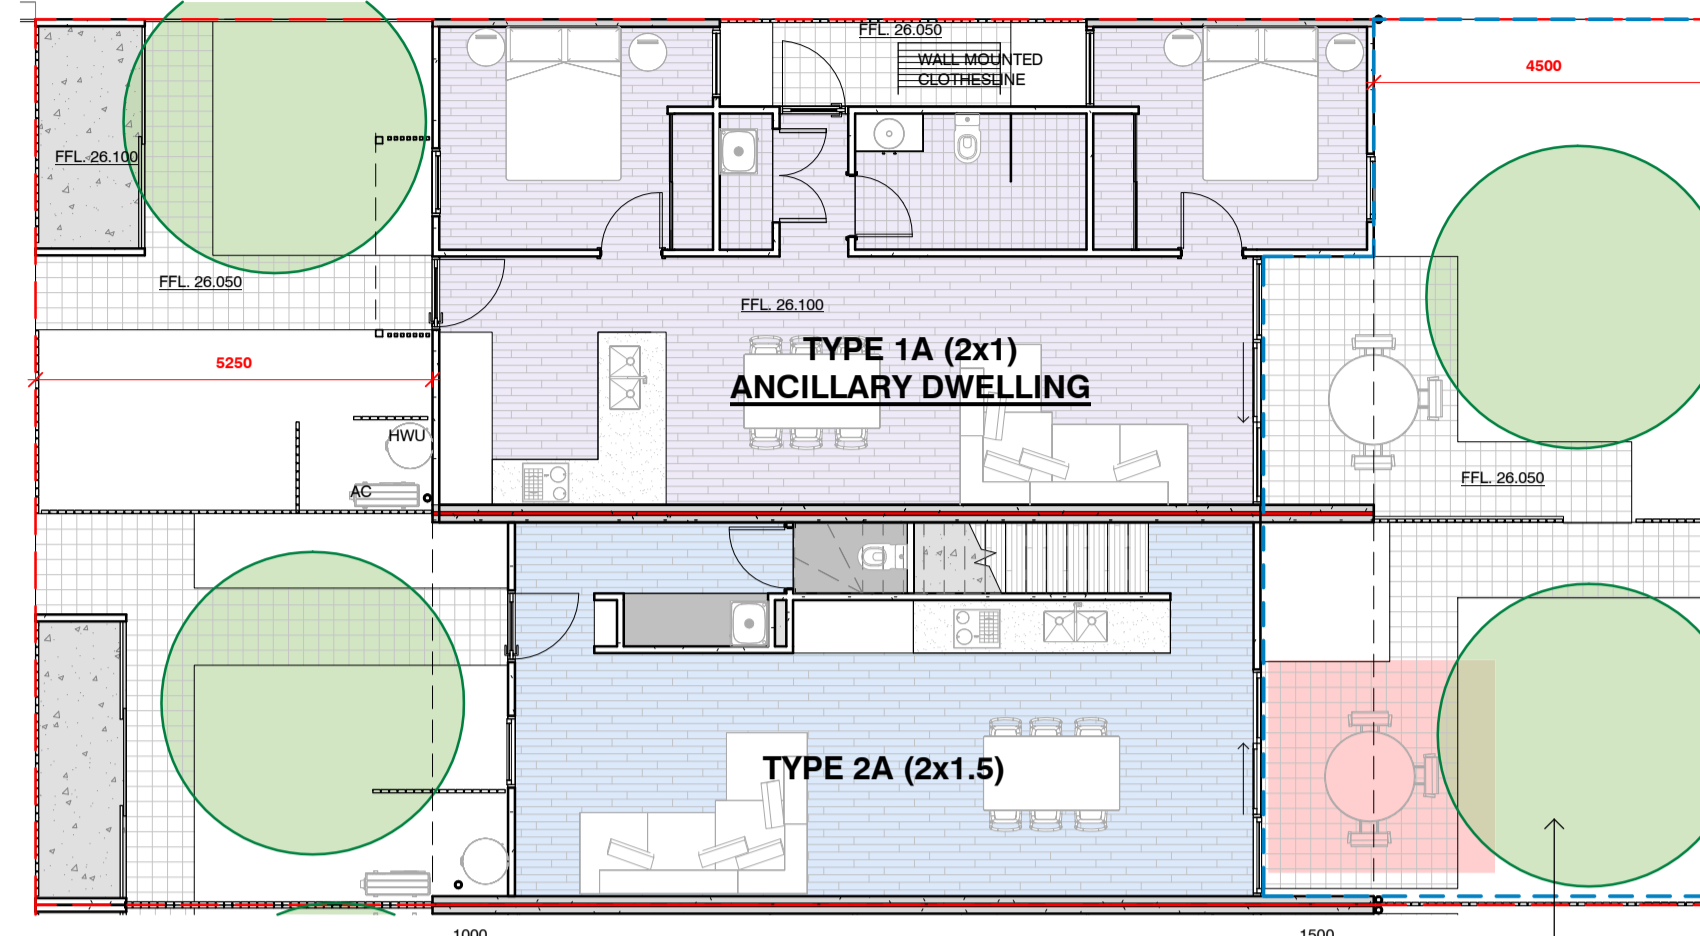 FFL. 26.050
WALL MOUNTED
CLOTHESLINE
4500
FFL. 26.100
FFL. 26.050
FFL. 26.100
5250
TYPE 1A (2x1)
ANCILLARY DWELLING
HWU
AC
FFL. 26.050
TYPE 2A (2x1.5)
1000
1500